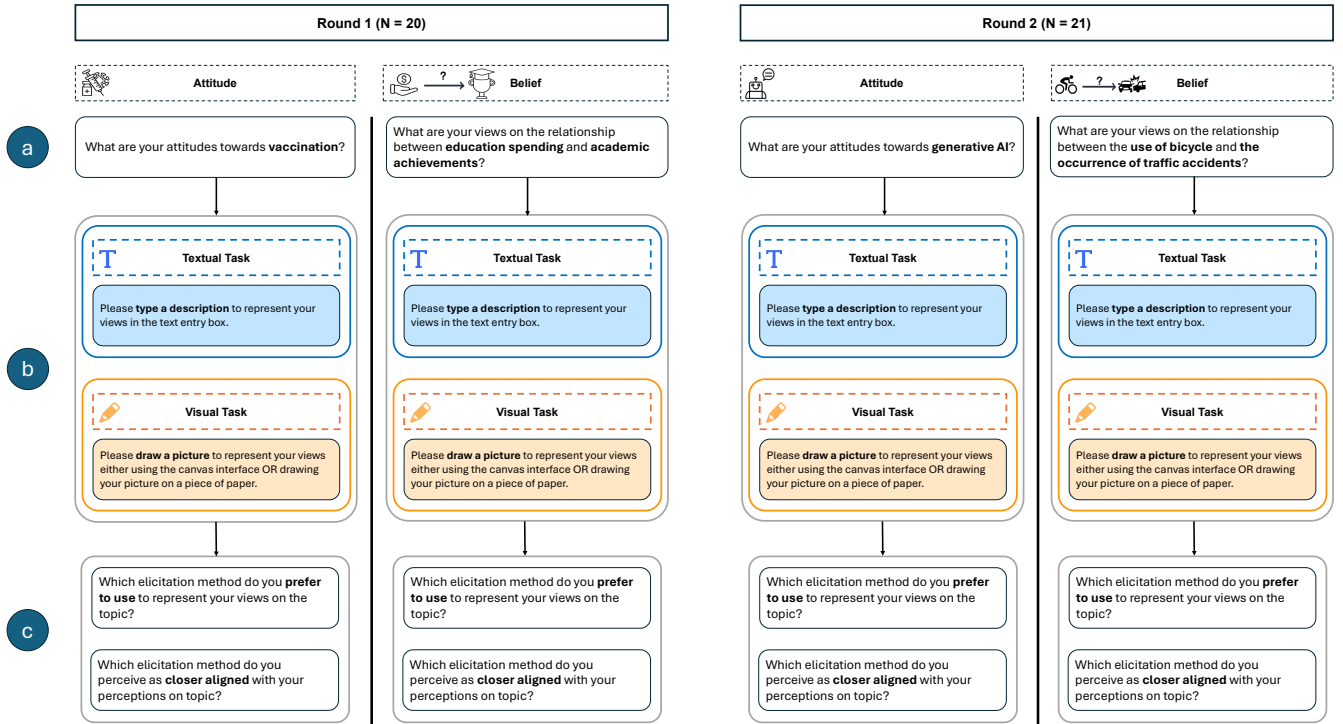 Round 1 (N = 20)
Round 2 (N = 21)
Attitude
$
?
Belief
Attitude
?
Belief
a
What are your attitudes towards vaccination?
What are your views on the relationship
between education spending and academic
achievements?
What are your attitudes towards generative AI?
What are your views on the relationship
between the use of bicycle and the
occurrence of traffic accidents?
b
T
Textual Task
Please type a description to represent your
views in the text entry box.
T
Textual Task
Please type a description to represent your
views in the text entry box.
T
Textual Task
Please type a description to represent your
views in the text entry box.
T
Textual Task
Please type a description to represent your
views in the text entry box.
Visual Task
Please draw a picture to represent your views
either using the canvas interface OR drawing
your picture on a piece of paper.
Visual Task
Please draw a picture to represent your views
either using the canvas interface OR drawing
your picture on a piece of paper.
Visual Task
Please draw a picture to represent your views
either using the canvas interface OR drawing
your picture on a piece of paper.
Visual Task
Please draw a picture to represent your views
either using the canvas interface OR drawing
your picture on a piece of paper.
c
Which elicitation method do you prefer
to use to represent your views on the
topic?
Which elicitation method do you prefer
to use to represent your views on the
topic?
Which elicitation method do you prefer
to use to represent your views on the
topic?
Which elicitation method do you prefer
to use to represent your views on the
topic?
Which elicitation method do you
perceive as closer aligned with your
perceptions on topic?
Which elicitation method do you
perceive as closer aligned with your
perceptions on topic?
Which elicitation method do you
perceive as closer aligned with your
perceptions on topic?
Which elicitation method do you
perceive as closer aligned with your
perceptions on topic?